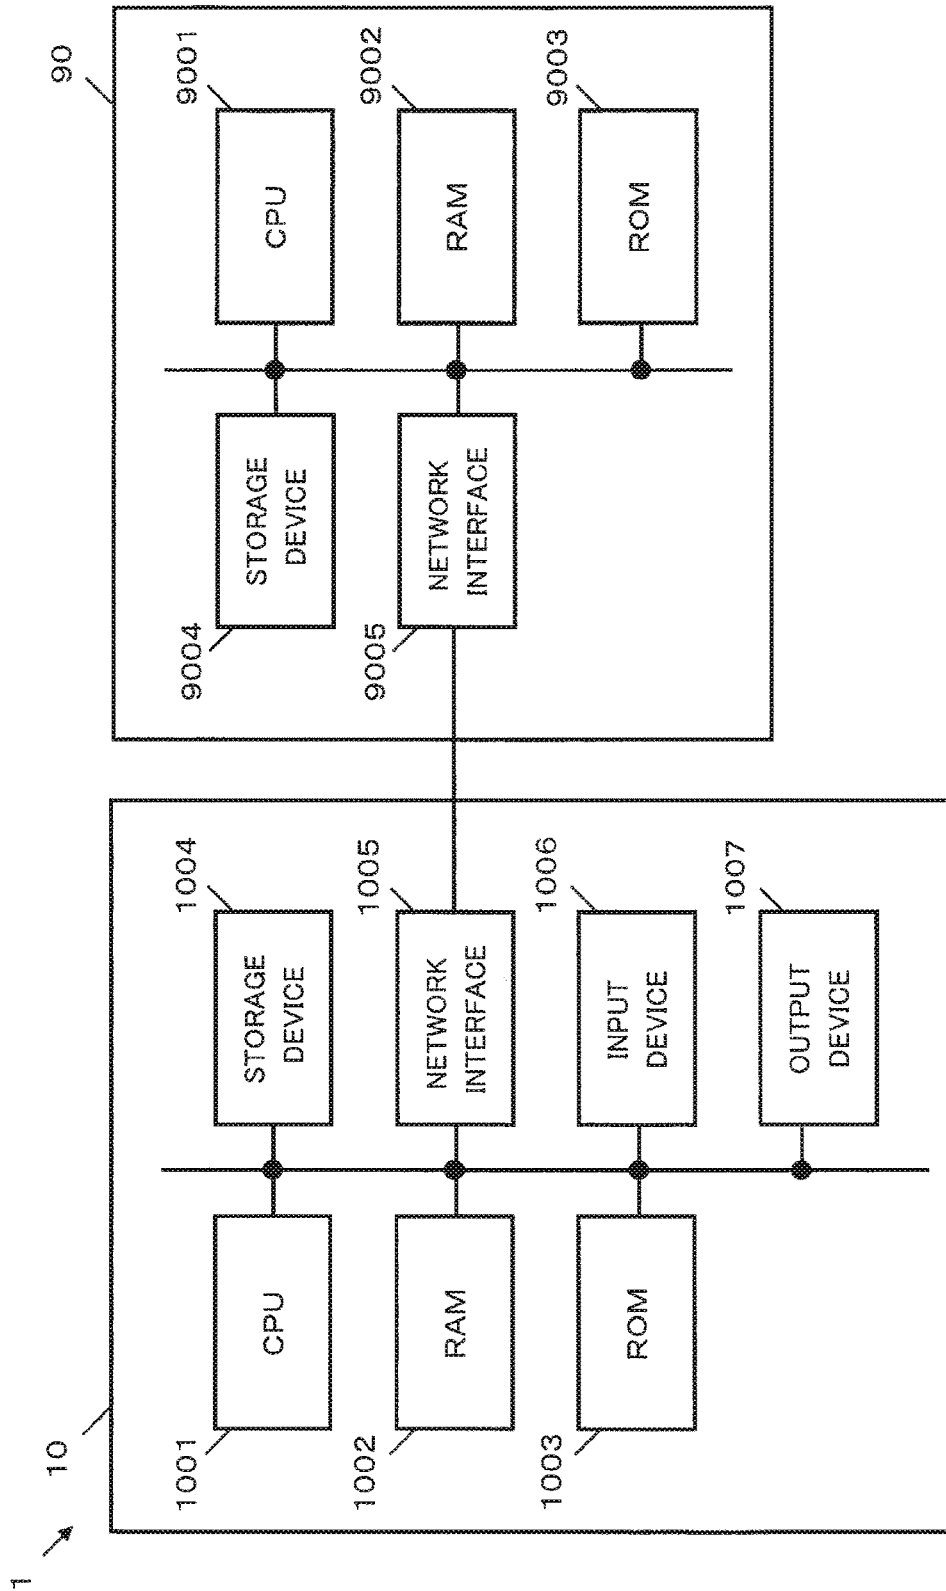 1
10
1001
CPU
1002
RAM
1003
ROM
1004
STORAGE
DEVICE
1005
NETWORK
INTERFACE
1006
INPUT
DEVICE
1007
OUTPUT
DEVICE
90
9004
STORAGE
DEVICE
9005
NETWORK
INTERFACE
9001
CPU
9002
RAM
9003
ROM